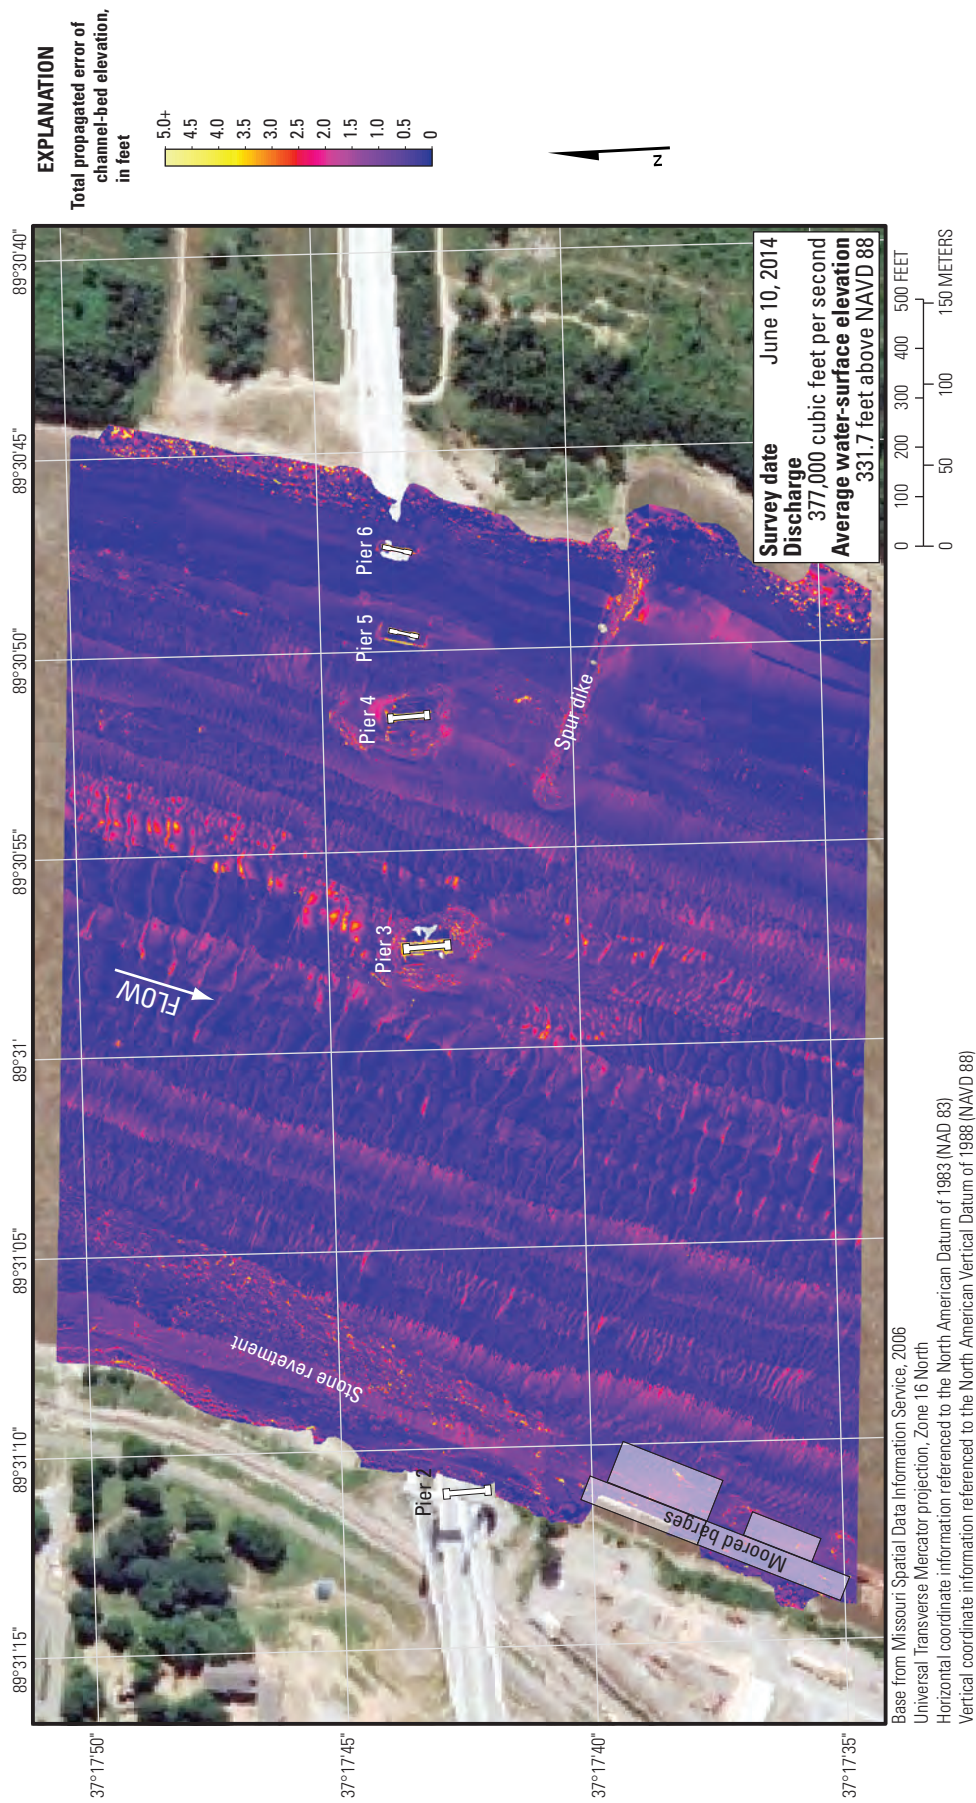 EXPLANATION
Total propagated error of
channel-bed elevation,
in feet
5.0+
4.5
4.0
3.5
3.0
2.5
2.0
1.5
1.0
0.5
0
N
89°31'15"
89°31'10"
89°31'05"
89°31'
89°30'55"
89°30'50"
89°30'45"
89°30'40"
37°17'50"
37°17'45"
37°17'40"
37°17'35"
FLOW
Stone revetment
Pier 2
Pier 3
Pier 4
Pier 5
Pier 6
Spur dike
Moored barges
Survey date June 10, 2014
Discharge
377,000 cubic feet per second
Average water-surface elevation
331.7 feet above NAVD 88
0 100 200 300 400 500 FEET
0 50 100 150 METERS
Base from Missouri Spatial Data Information Service, 2006
Universal Transverse Mercator projection, Zone 16 North
Horizontal coordinate information referenced to the North American Datum of 1983 (NAD 83)
Vertical coordinate information referenced to the North American Vertical Datum of 1988 (NAVD 88)